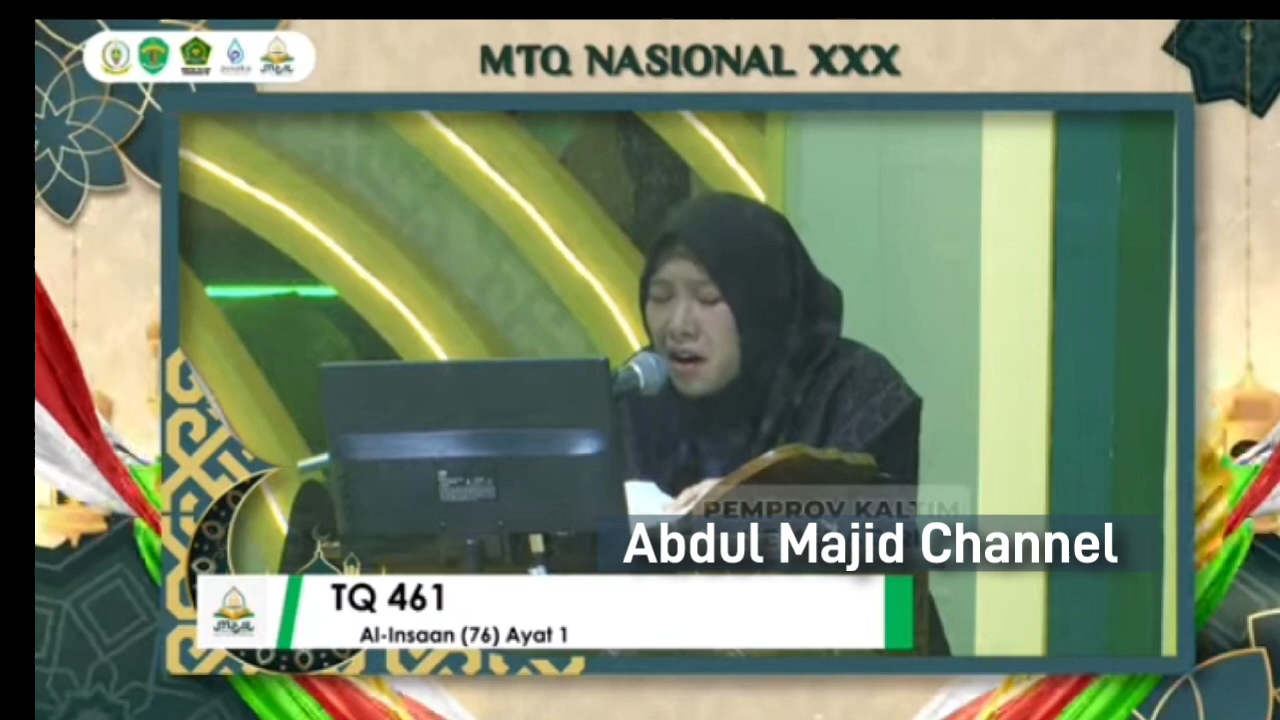 MTQ NASIONAL XXX
PEMPROV KALTIM
Abdul Majid Channel
TQ 461
Al-Insaan (76) Ayat 1